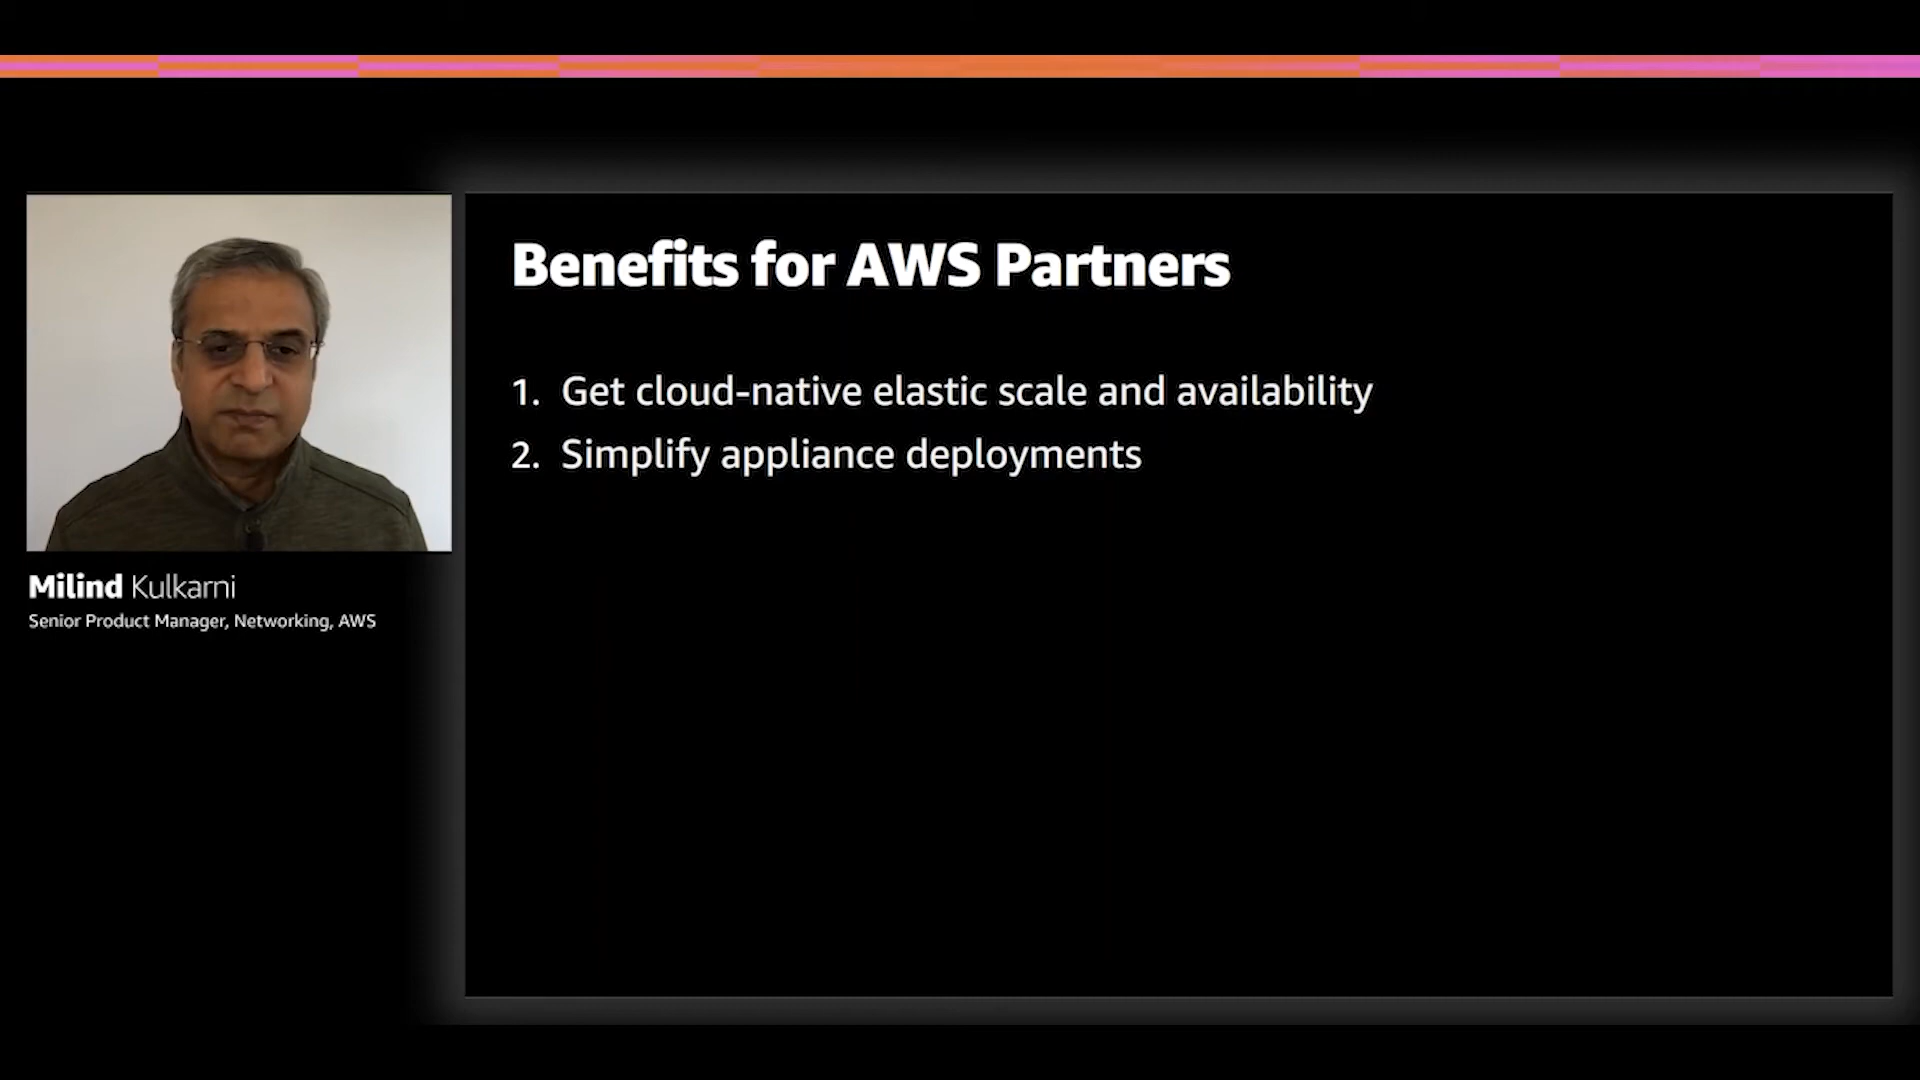 Benefits for AWS Partners
1. Get cloud-native elastic scale and availability
2. Simplify appliance deployments
Milind Kulkarni
Senior Product Manager, Networking, AWS